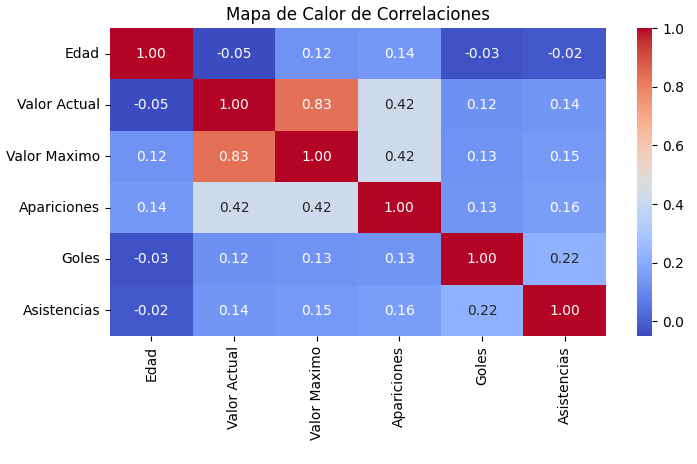 Mapa de Calor de Correlaciones
Edad 1.00 -0.05 0.12 0.14 -0.03 -0.02
Valor Actual -0.05 1.00 0.83 0.42 0.12 0.14
Valor Maximo 0.12 0.83 1.00 0.42 0.13 0.15
Apariciones 0.14 0.42 0.42 1.00 0.13 0.16
Goles -0.03 0.12 0.13 0.13 1.00 0.22
Asistencias -0.02 0.14 0.15 0.16 0.22 1.00
Edad
Valor Actual
Valor Maximo
Apariciones
Goles
Asistencias
1.0
0.8
0.6
0.4
0.2
0.0